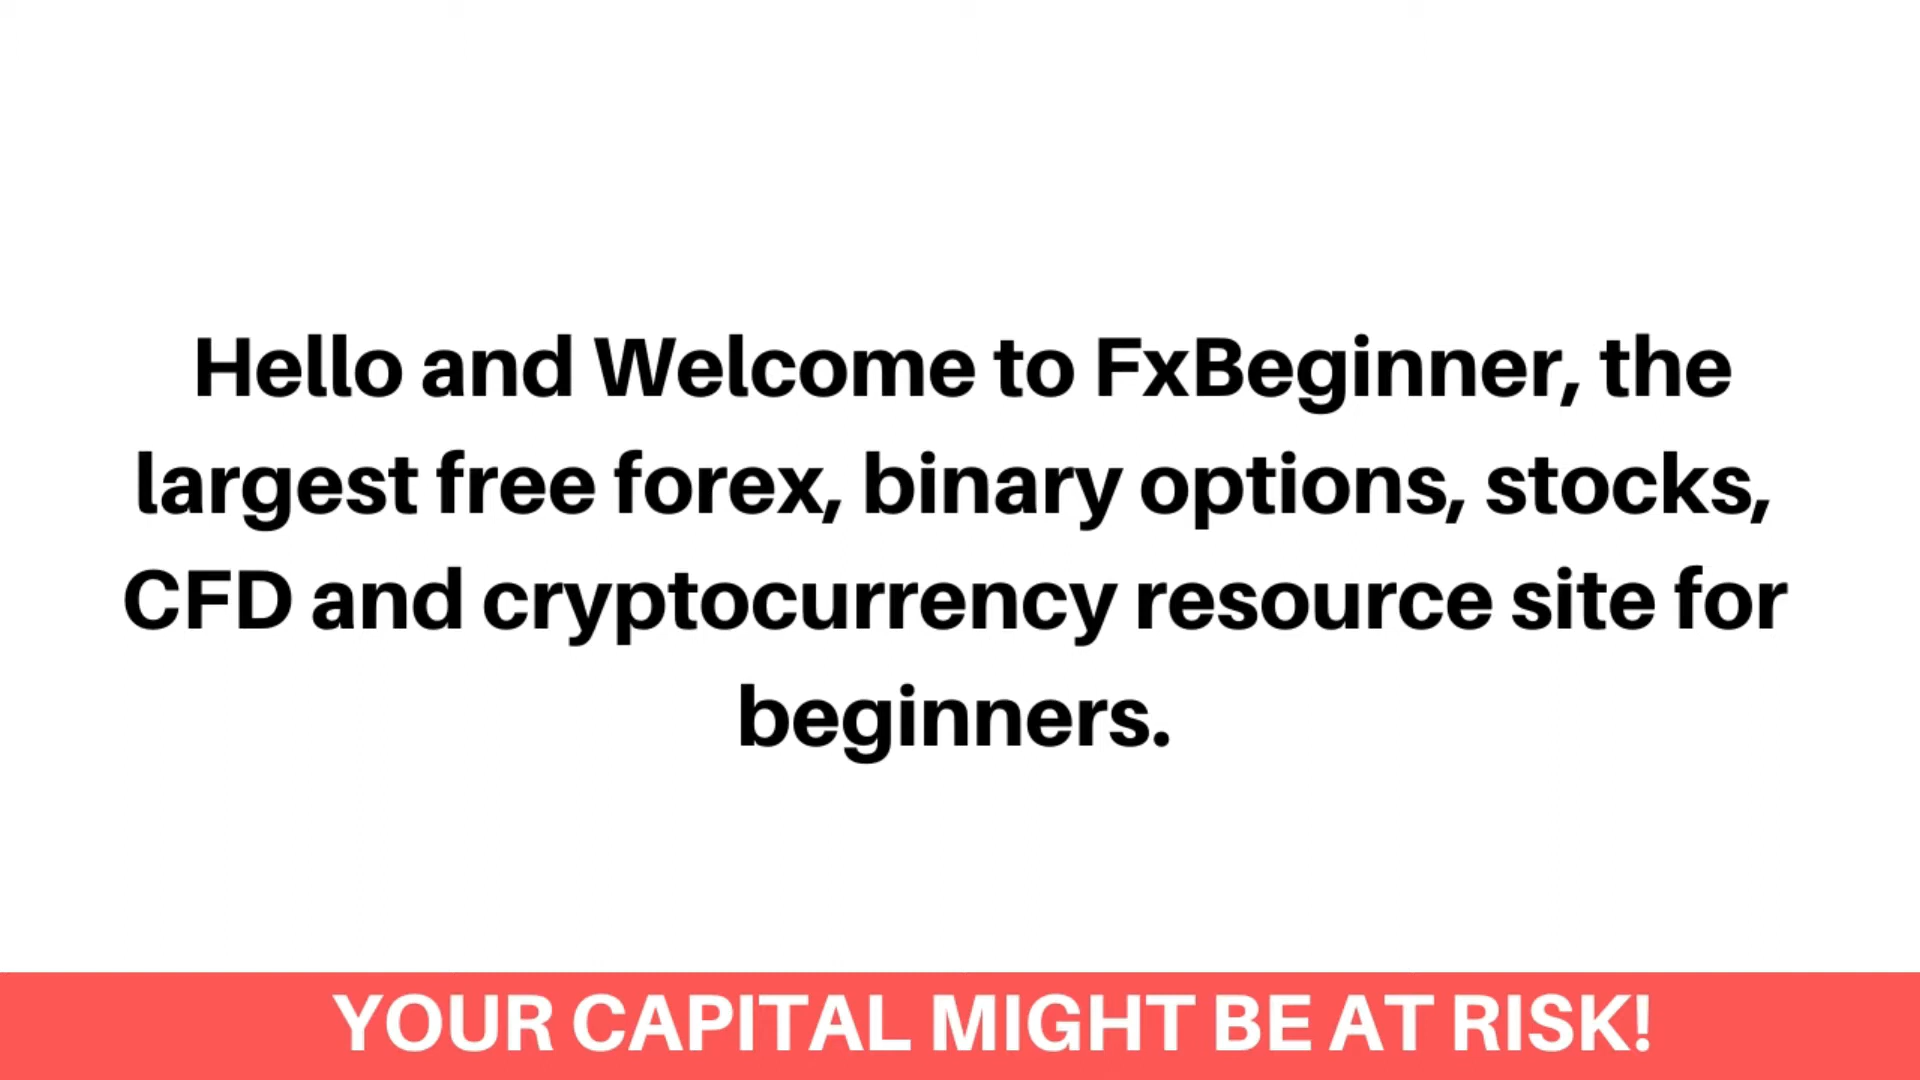 Hello and Welcome to FxBeginner, the
largest free forex, binary options, stocks,
CFD and cryptocurrency resource site for
beginners.
YOUR CAPITAL MIGHT BE AT RISK!